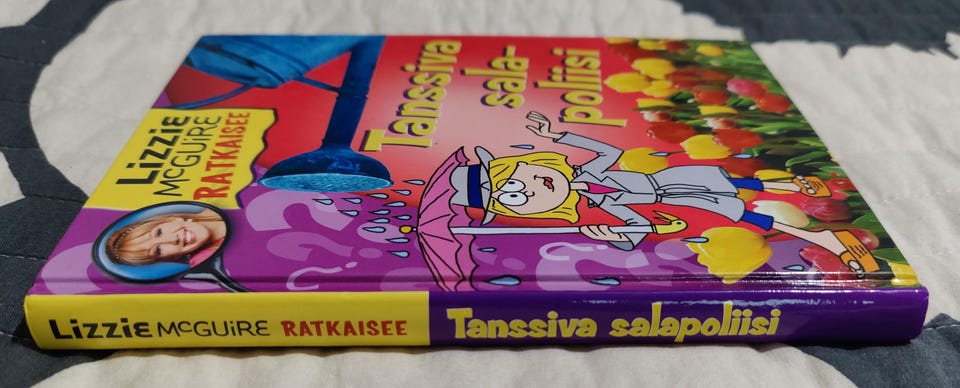 Lizzie
McGuire
RATKAISEE
Tanssiva
sala-
poliisi
Lizzie McGuire RATKAISEE Tanssiva salapoliisi